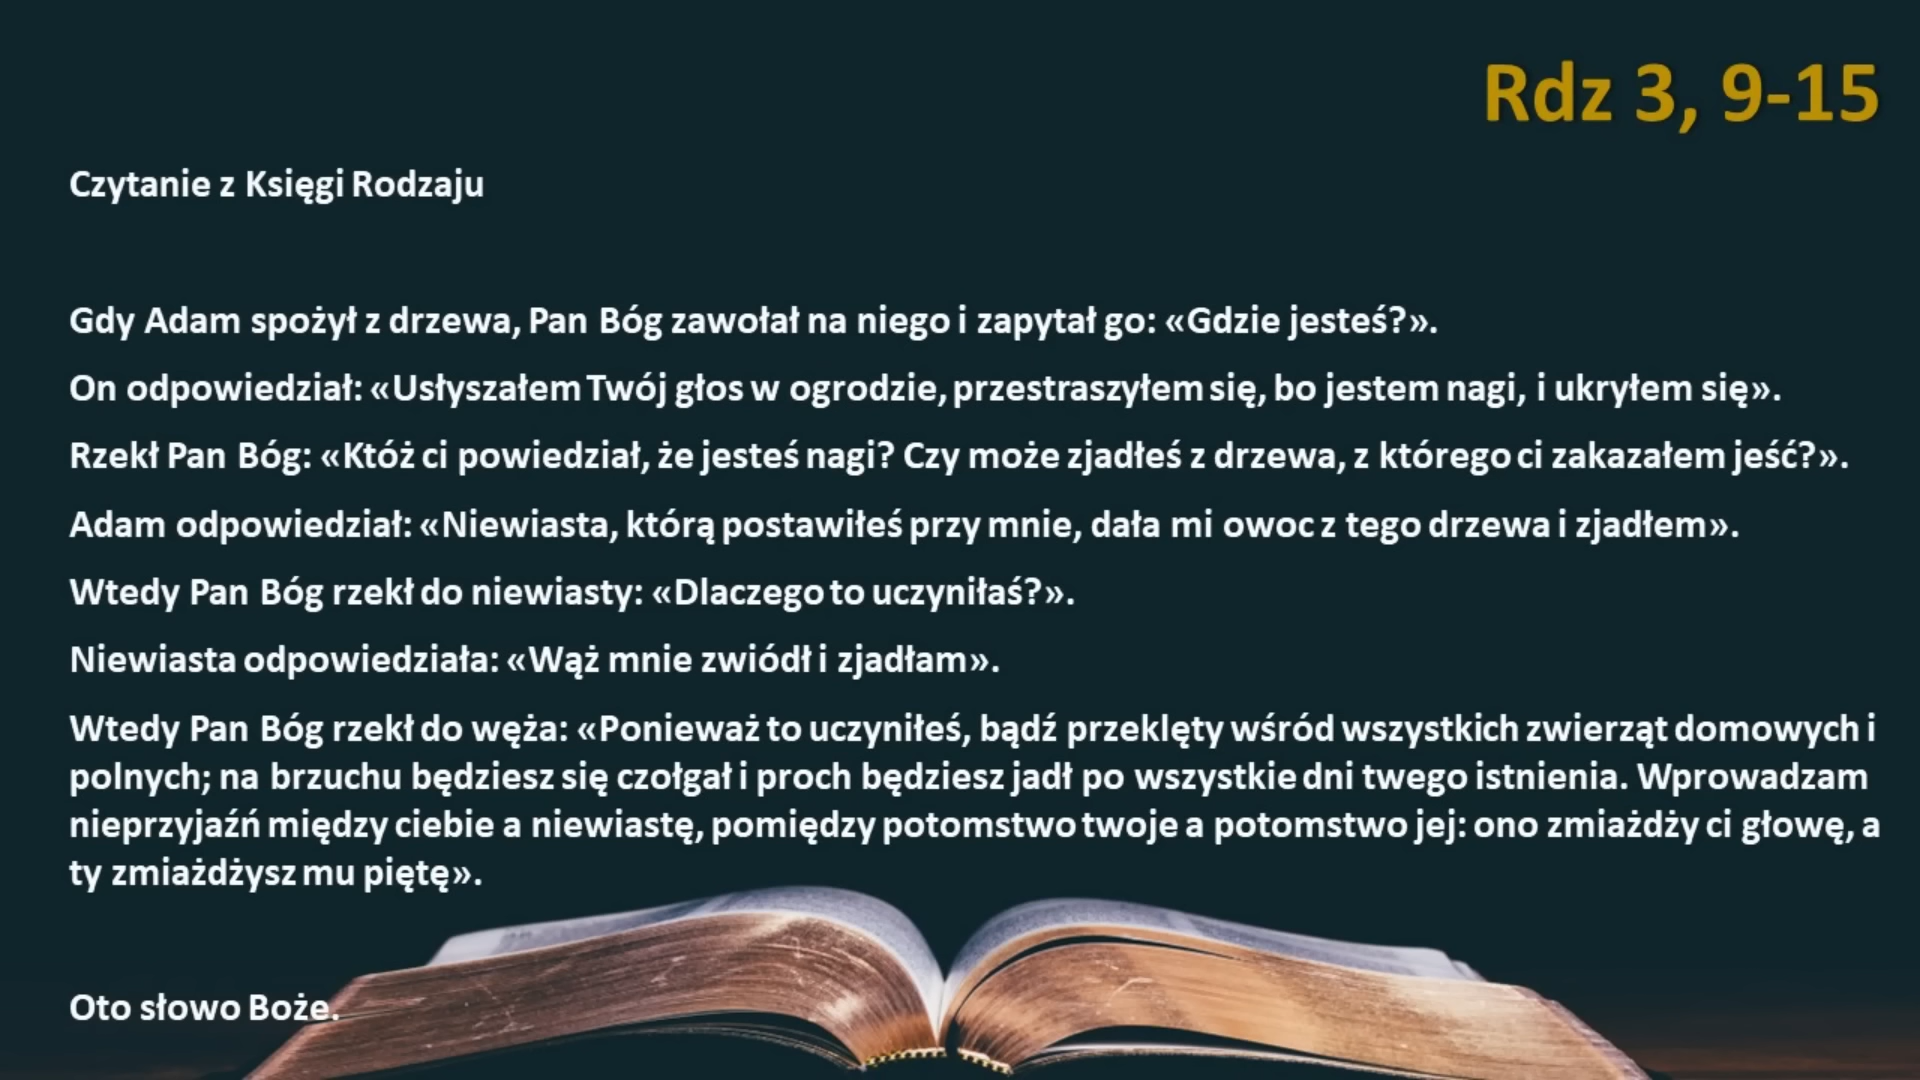 Rdz 3, 9-15
Czytanie z Księgi Rodzaju
Gdy Adam spożył z drzewa, Pan Bóg zawołał na niego i zapytał go: «Gdzie jesteś?».
On odpowiedział: «Usłyszałem Twój głos w ogrodzie, przestraszyłem się, bo jestem nagi, i ukryłem się».
Rzekł Pan Bóg: «Któż ci powiedział, że jesteś nagi? Czy może zjadłeś z drzewa, z którego ci zakazałem jeść?».
Adam odpowiedział: «Niewiasta, którą postawiłeś przy mnie, dała mi owoc z tego drzewa i zjadłem».
Wtedy Pan Bóg rzekł do niewiasty: «Dlaczego to uczyniłaś?».
Niewiasta odpowiedziała: «Wąż mnie zwiódł i zjadłam».
Wtedy Pan Bóg rzekł do węża: «Ponieważ to uczyniłeś, bądź przeklęty wśród wszystkich zwierząt domowych i
polnych; na brzuchu będziesz się czołgał i proch będziesz jadł po wszystkie dni twego istnienia. Wprowadzam
nieprzyjaźń między ciebie a niewiastę, pomiędzy potomstwo twoje a potomstwo jej: ono zmiażdży ci głowę, a
ty zmiażdżysz mu piętę».
Oto słowo Boże.